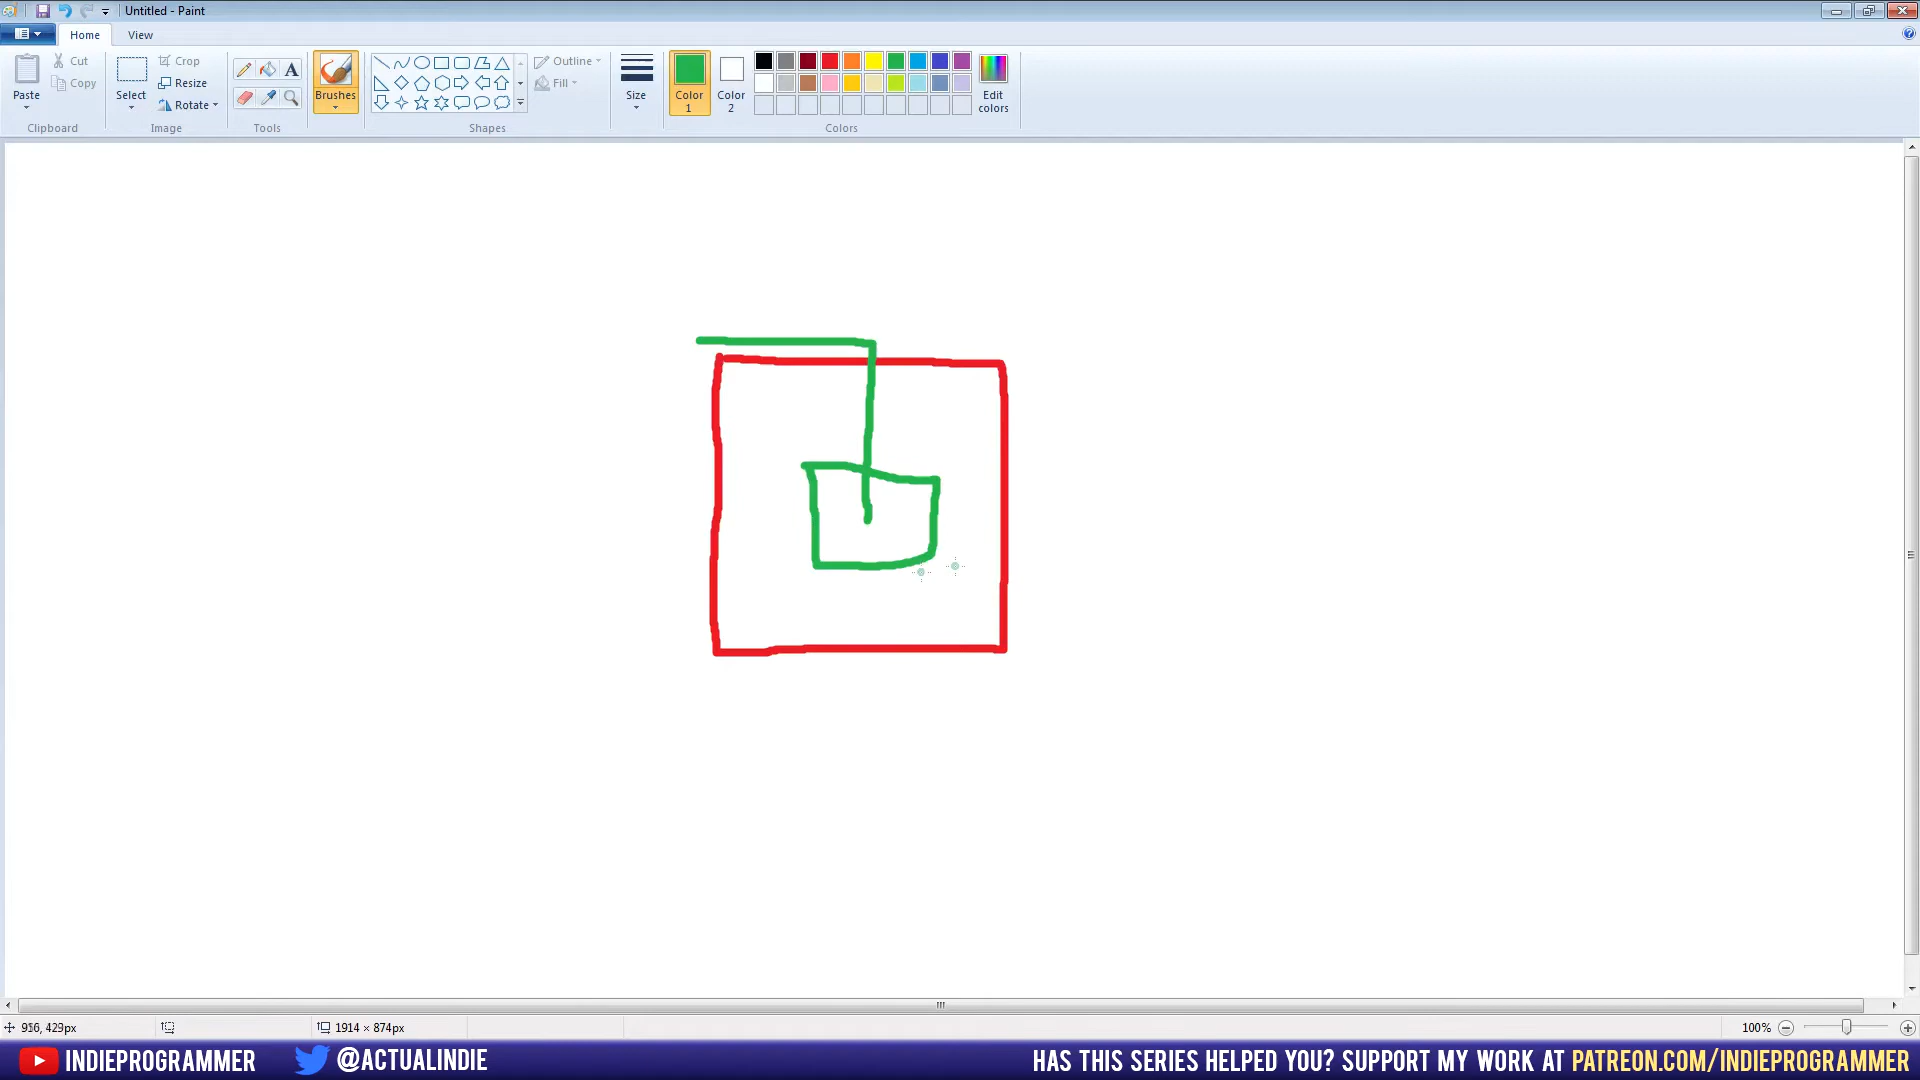 Untitled - Paint
Home View
Paste
Cut
Copy
Clipboard
Select
Crop
Resize
Rotate
Image
A
Tools
Brushes
Outline
Fill
Shapes
Size
Color
1
Color
2
Edit
colors
Colors
1914 × 874px
100%
INDIEPROGRAMMER @ACTUALINDIE HAS THIS SERIES HELPED YOU? SUPPORT MY WORK AT PATREON.COM/INDIEPROGRAMMER